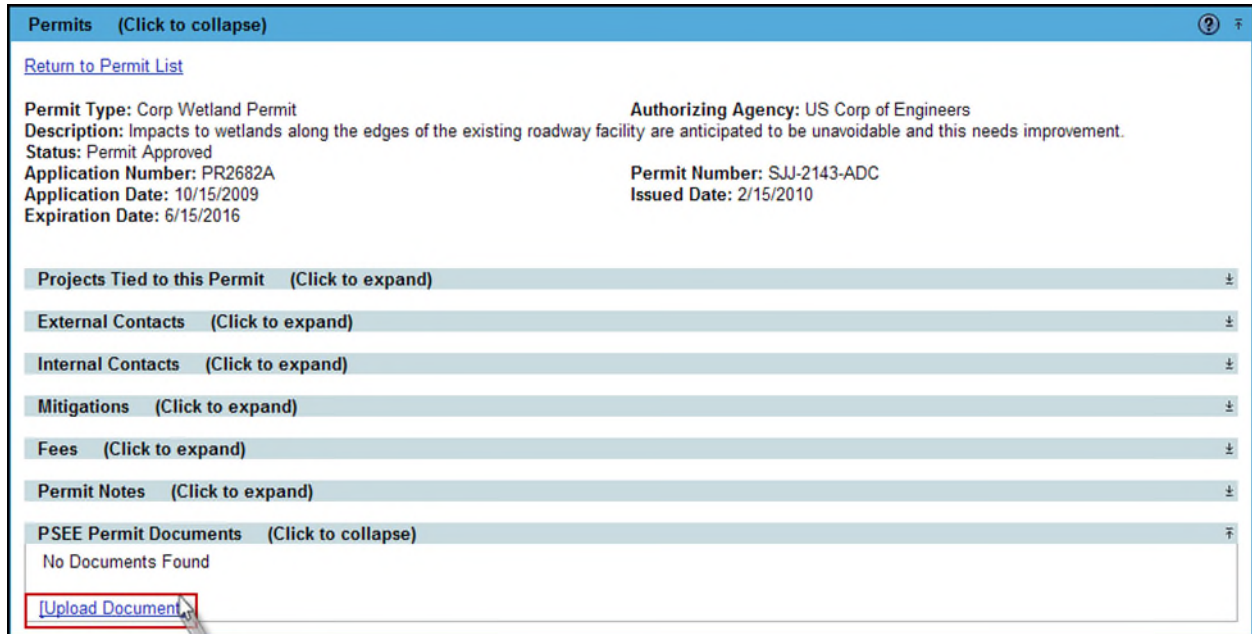 Permits (Click to collapse)
Return to Permit List
Permit Type: Corp Wetland Permit Authorizing Agency: US Corp of Engineers
Description: Impacts to wetlands along the edges of the existing roadway facility are anticipated to be unavoidable and this needs improvement.
Status: Permit Approved
Application Number: PR2682A Permit Number: SJJ-2143-ADC
Application Date: 10/15/2009 Issued Date: 2/15/2010
Expiration Date: 6/15/2016
Projects Tied to this Permit (Click to expand)
External Contacts (Click to expand)
Internal Contacts (Click to expand)
Mitigations (Click to expand)
Fees (Click to expand)
Permit Notes (Click to expand)
PSEE Permit Documents (Click to collapse)
No Documents Found
[Upload Document